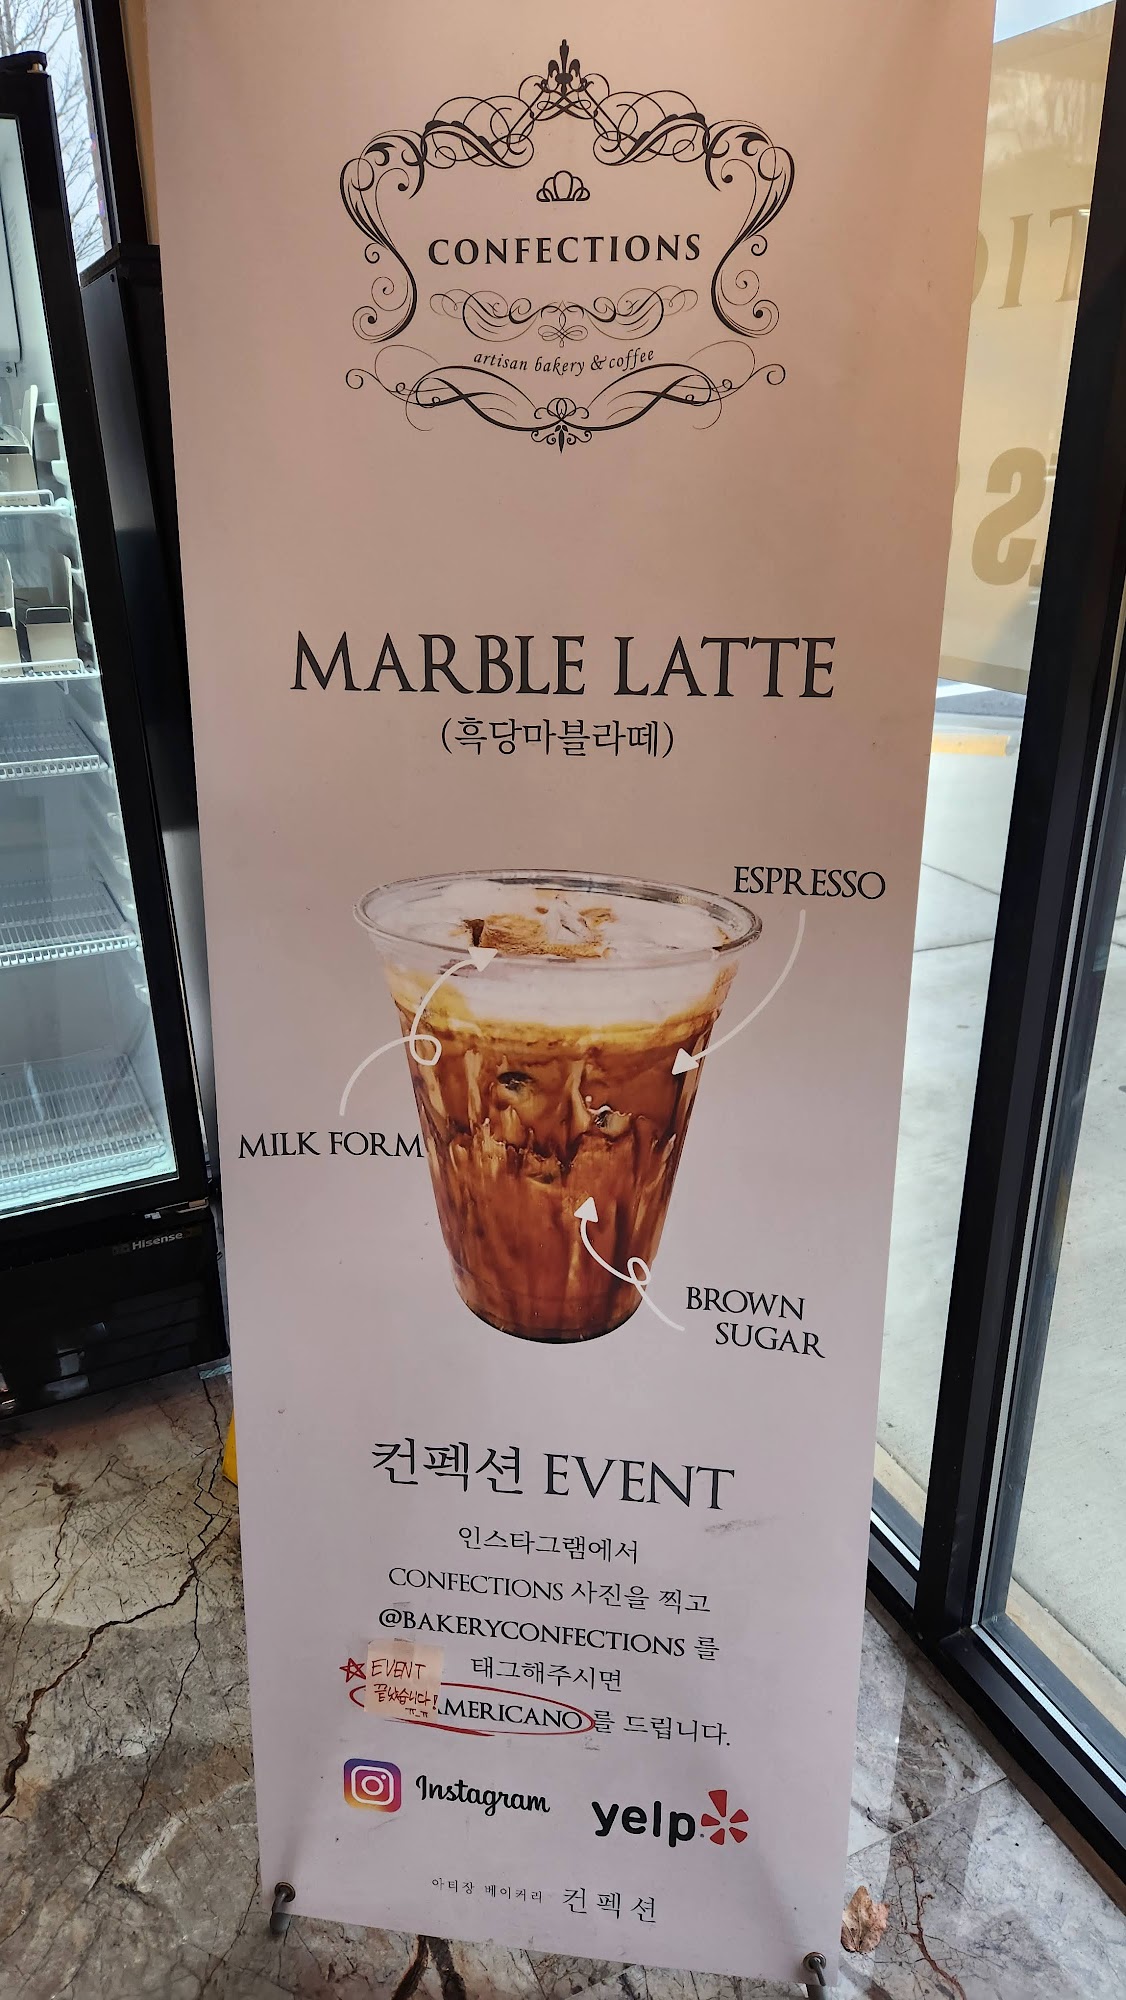 CONFECTIONS
artisan bakery & coffee
MARBLE LATTE
(흑당마블라떼)
ESPRESSO
MILK FORM
BROWN
SUGAR
컨펙션 EVENT
인스타그램에서
CONFECTIONS 사진을 찍고
@BAKERYCONFECTIONS 를
태그해주시면
EVENT
끝났습니다!
ㅠ_ㅠ
AMERICANO 를 드립니다.
Instagram
yelp
아티장 베이커리 컨펙션
Hisense